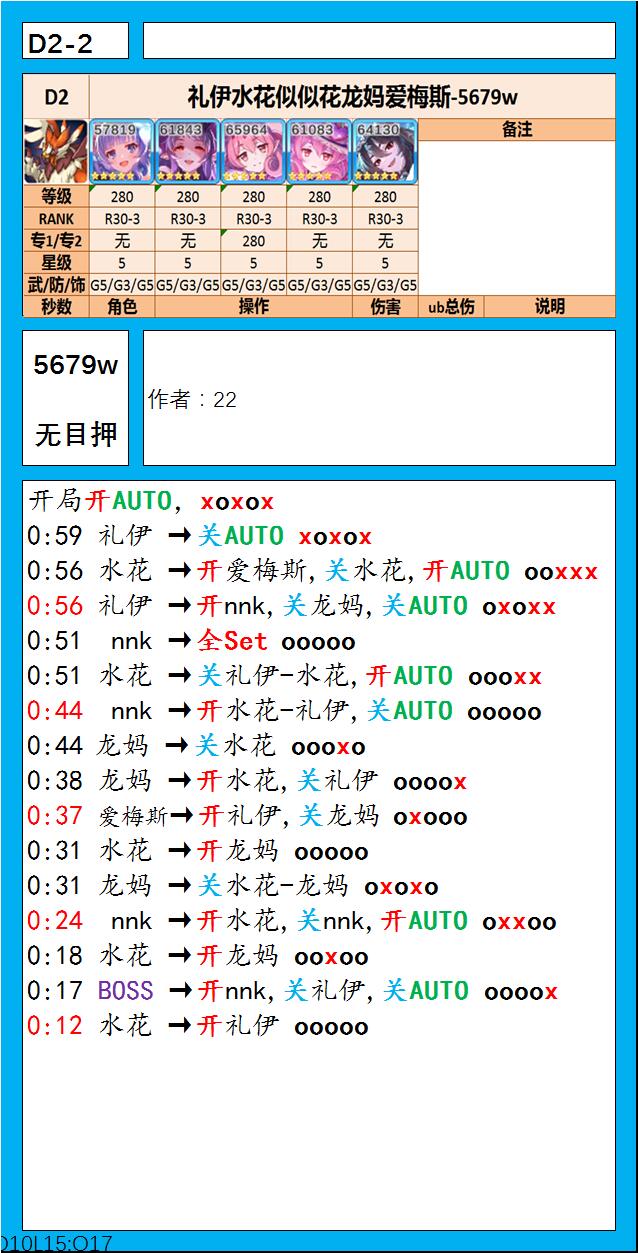 D2-2
D2 礼伊水花似似花龙妈爱梅斯-5679w
57819 61843 65964 61083 64130 备注
等级 280 280 280 280 280
RANK R30-3 R30-3 R30-3 R30-3 R30-3
专1/专2 无 无 280 无 无
星级 5 5 5 5 5
武/防/饰 G5/G3/G5 G5/G3/G5 G5/G3/G5 G5/G3/G5 G5/G3/G5
秒数 角色 操作 伤害 ub总伤 说明
5679w
无目押
作者：22
开局开AUTO, xoxox
0:59 礼伊 →关AUTO xoxox
0:56 水花 →开爱梅斯,关水花,开AUTO ooxxx
0:56 礼伊 →开nnk,关龙妈,关AUTO oxoxx
0:51 nnk →全Set ooooo
0:51 水花 →关礼伊-水花,开AUTO oooxx
0:44 nnk →开水花-礼伊,关AUTO ooooo
0:44 龙妈 →关水花 oooxo
0:38 龙妈 →开水花,关礼伊 oooox
0:37 爱梅斯→开礼伊,关龙妈 oxooo
0:31 水花 →开龙妈 ooooo
0:31 龙妈 →关水花-龙妈 oxoxo
0:24 nnk →开水花,关nnk,开AUTO oxxoo
0:18 水花 →开龙妈 ooxoo
0:17 BOSS →开nnk,关礼伊,关AUTO oooox
0:12 水花 →开礼伊 ooooo
O10L15:O17